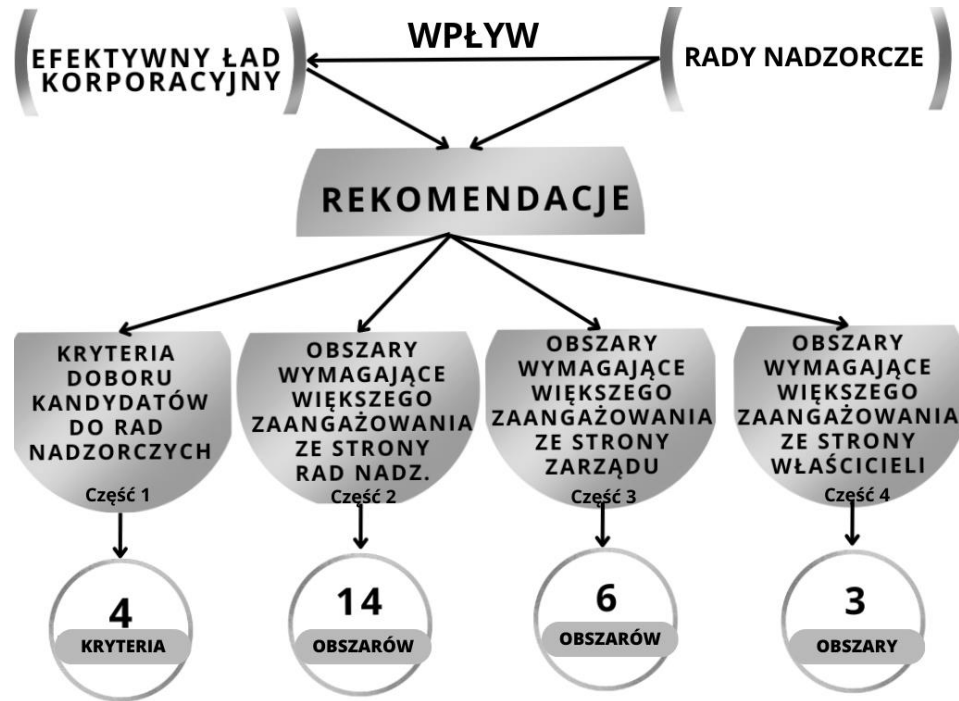 WPŁYW
EFEKTYWNY ŁAD
KORPORACYJNY
RADY NADZORCZE
REKOMENDACJE
KRYTERIA
DOBORU
KANDYDATÓW
DO RAD
NADZORCZYCH
Część 1
OBSZARY
WYMAGAJĄCE
WIĘKSZEGO
ZAANGAŻOWANIA
ZE STRONY
RAD NADZ.
Część 2
OBSZARY
WYMAGAJĄCE
WIĘKSZEGO
ZAANGAŻOWANIA
ZE STRONY
ZARZĄDU
Część 3
OBSZARY
WYMAGAJĄCE
WIĘKSZEGO
ZAANGAŻOWANIA
ZE STRONY
WŁAŚCICIELI
Część 4
4
KRYTERIA
14
OBSZARÓW
6
OBSZARÓW
3
OBSZARY